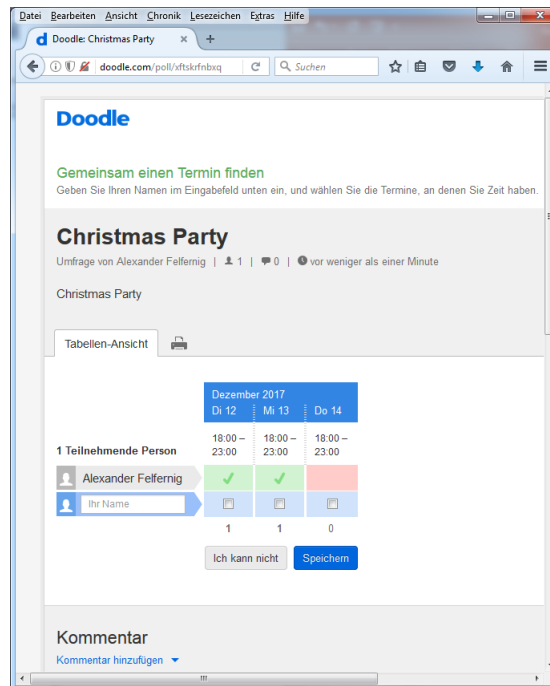 Datei Bearbeiten Ansicht Chronik Lesezeichen Extras Hilfe
Doodle: Christmas Party
doodle.com/poll/xftskrfnbxq
Suchen
Doodle
Gemeinsam einen Termin finden
Geben Sie Ihren Namen im Eingabefeld unten ein, und wählen Sie die Termine, an denen Sie Zeit haben.
Christmas Party
Umfrage von Alexander Felfernig | 1 | 0 | vor weniger als einer Minute
Christmas Party
Tabellen-Ansicht
Dezember 2017
Di 12 Mi 13 Do 14
18:00 – 18:00 – 18:00 –
1 Teilnehmende Person 23:00 23:00 23:00
Alexander Felfernig
Ihr Name
1 1 0
Ich kann nicht Speichern
Kommentar
Kommentar hinzufügen